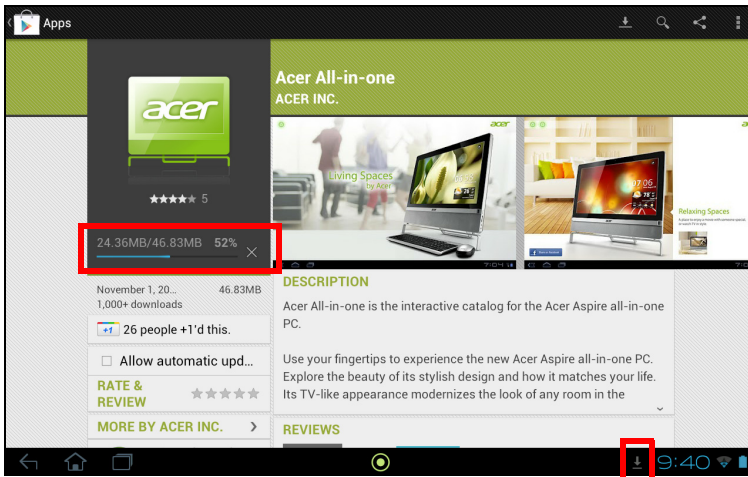 Apps
acer
5
24.36MB/46.83MB 52%
November 1, 20... 46.83MB
1,000+ downloads
+1 26 people +1'd this.
Allow automatic upd...
RATE &
REVIEW
MORE BY ACER INC.
Acer All-in-one
ACER INC.
acer
Living Spaces
by Acer
7:04
07:06
Relaxing Spaces
DESCRIPTION
Acer All-in-one is the interactive catalog for the Acer Aspire all-in-one
PC.
Use your fingertips to experience the new Acer Aspire all-in-one PC.
Explore the beauty of its stylish design and how it matches your life.
Its TV-like appearance modernizes the look of any room in the
REVIEWS
9:40